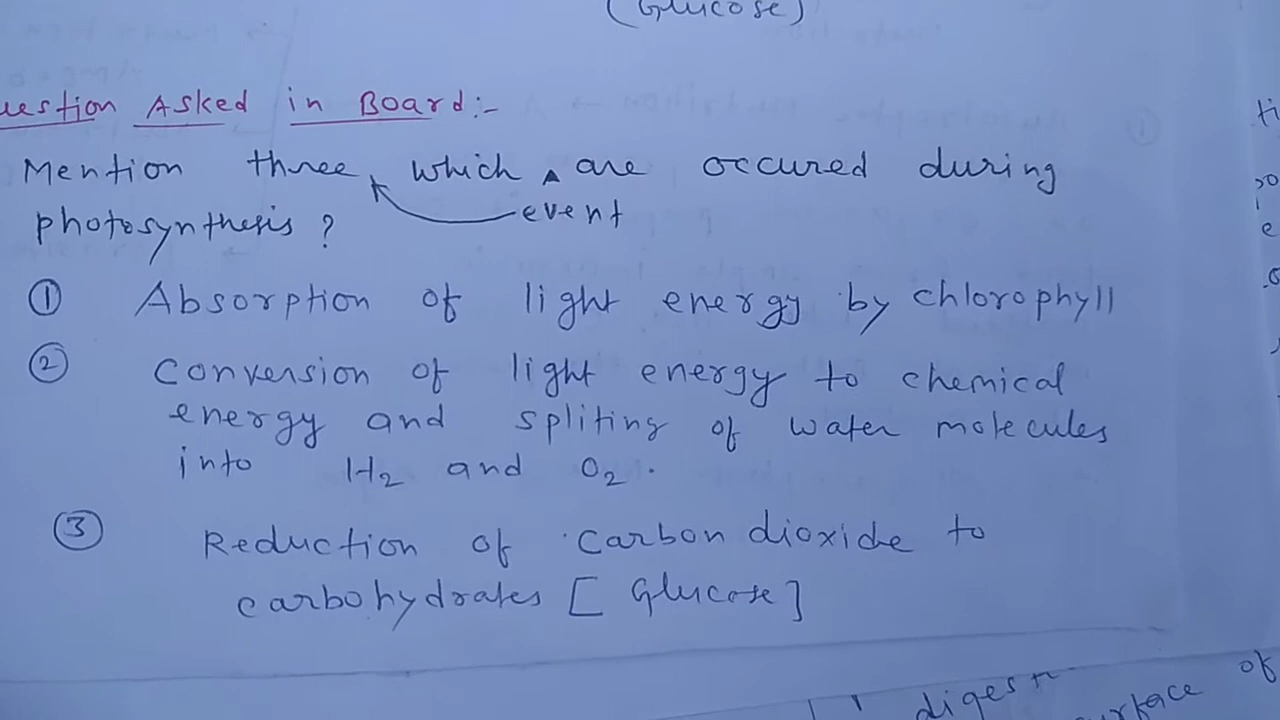 (Glucose)
uestion Asked in Board:-
Mention three which are occured during
event
photosynthesis ?
① Absorption of light energy by chlorophyll
② Conversion of light energy to chemical
energy and spliting of water molecules
into H₂ and O₂.
③ Reduction of carbon dioxide to
carbohydrates [Glucose]
digest
surface of